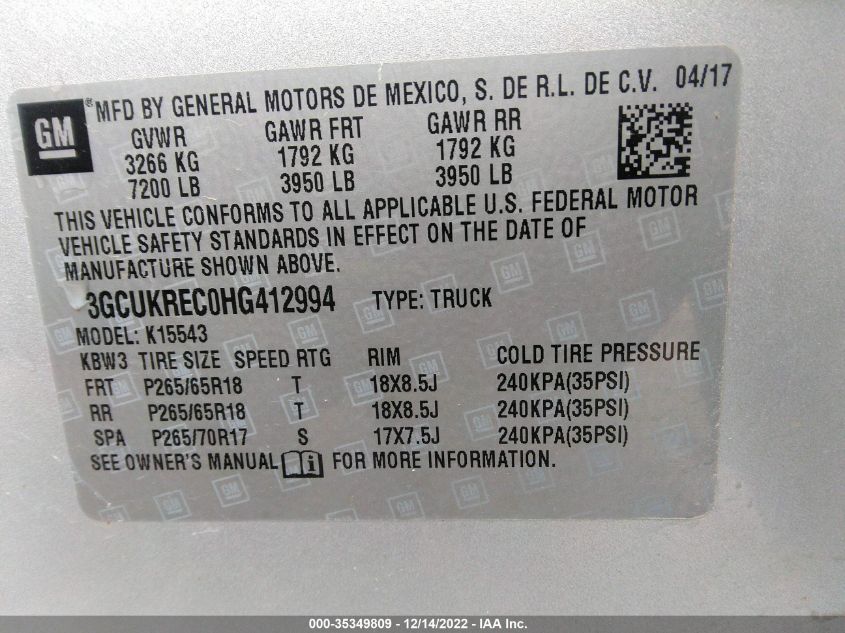 GM ® MFD BY GENERAL MOTORS DE MEXICO, S. DE R.L. DE C.V. 04/17
GVWR GAWR FRT GAWR RR
3266 KG 1792 KG 1792 KG
7200 LB 3950 LB 3950 LB
THIS VEHICLE CONFORMS TO ALL APPLICABLE U.S. FEDERAL MOTOR
VEHICLE SAFETY STANDARDS IN EFFECT ON THE DATE OF
MANUFACTURE SHOWN ABOVE.
3GCUKREC0HG412994 TYPE: TRUCK
MODEL: K15543
KBW3 TIRE SIZE SPEED RTG RIM COLD TIRE PRESSURE
FRT P265/65R18 T 18X8.5J 240KPA(35PSI)
RR P265/65R18 T 18X8.5J 240KPA(35PSI)
SPA P265/70R17 S 17X7.5J 240KPA(35PSI)
SEE OWNER'S MANUAL i FOR MORE INFORMATION.
000-35349809 - 12/14/2022 - IAA Inc.